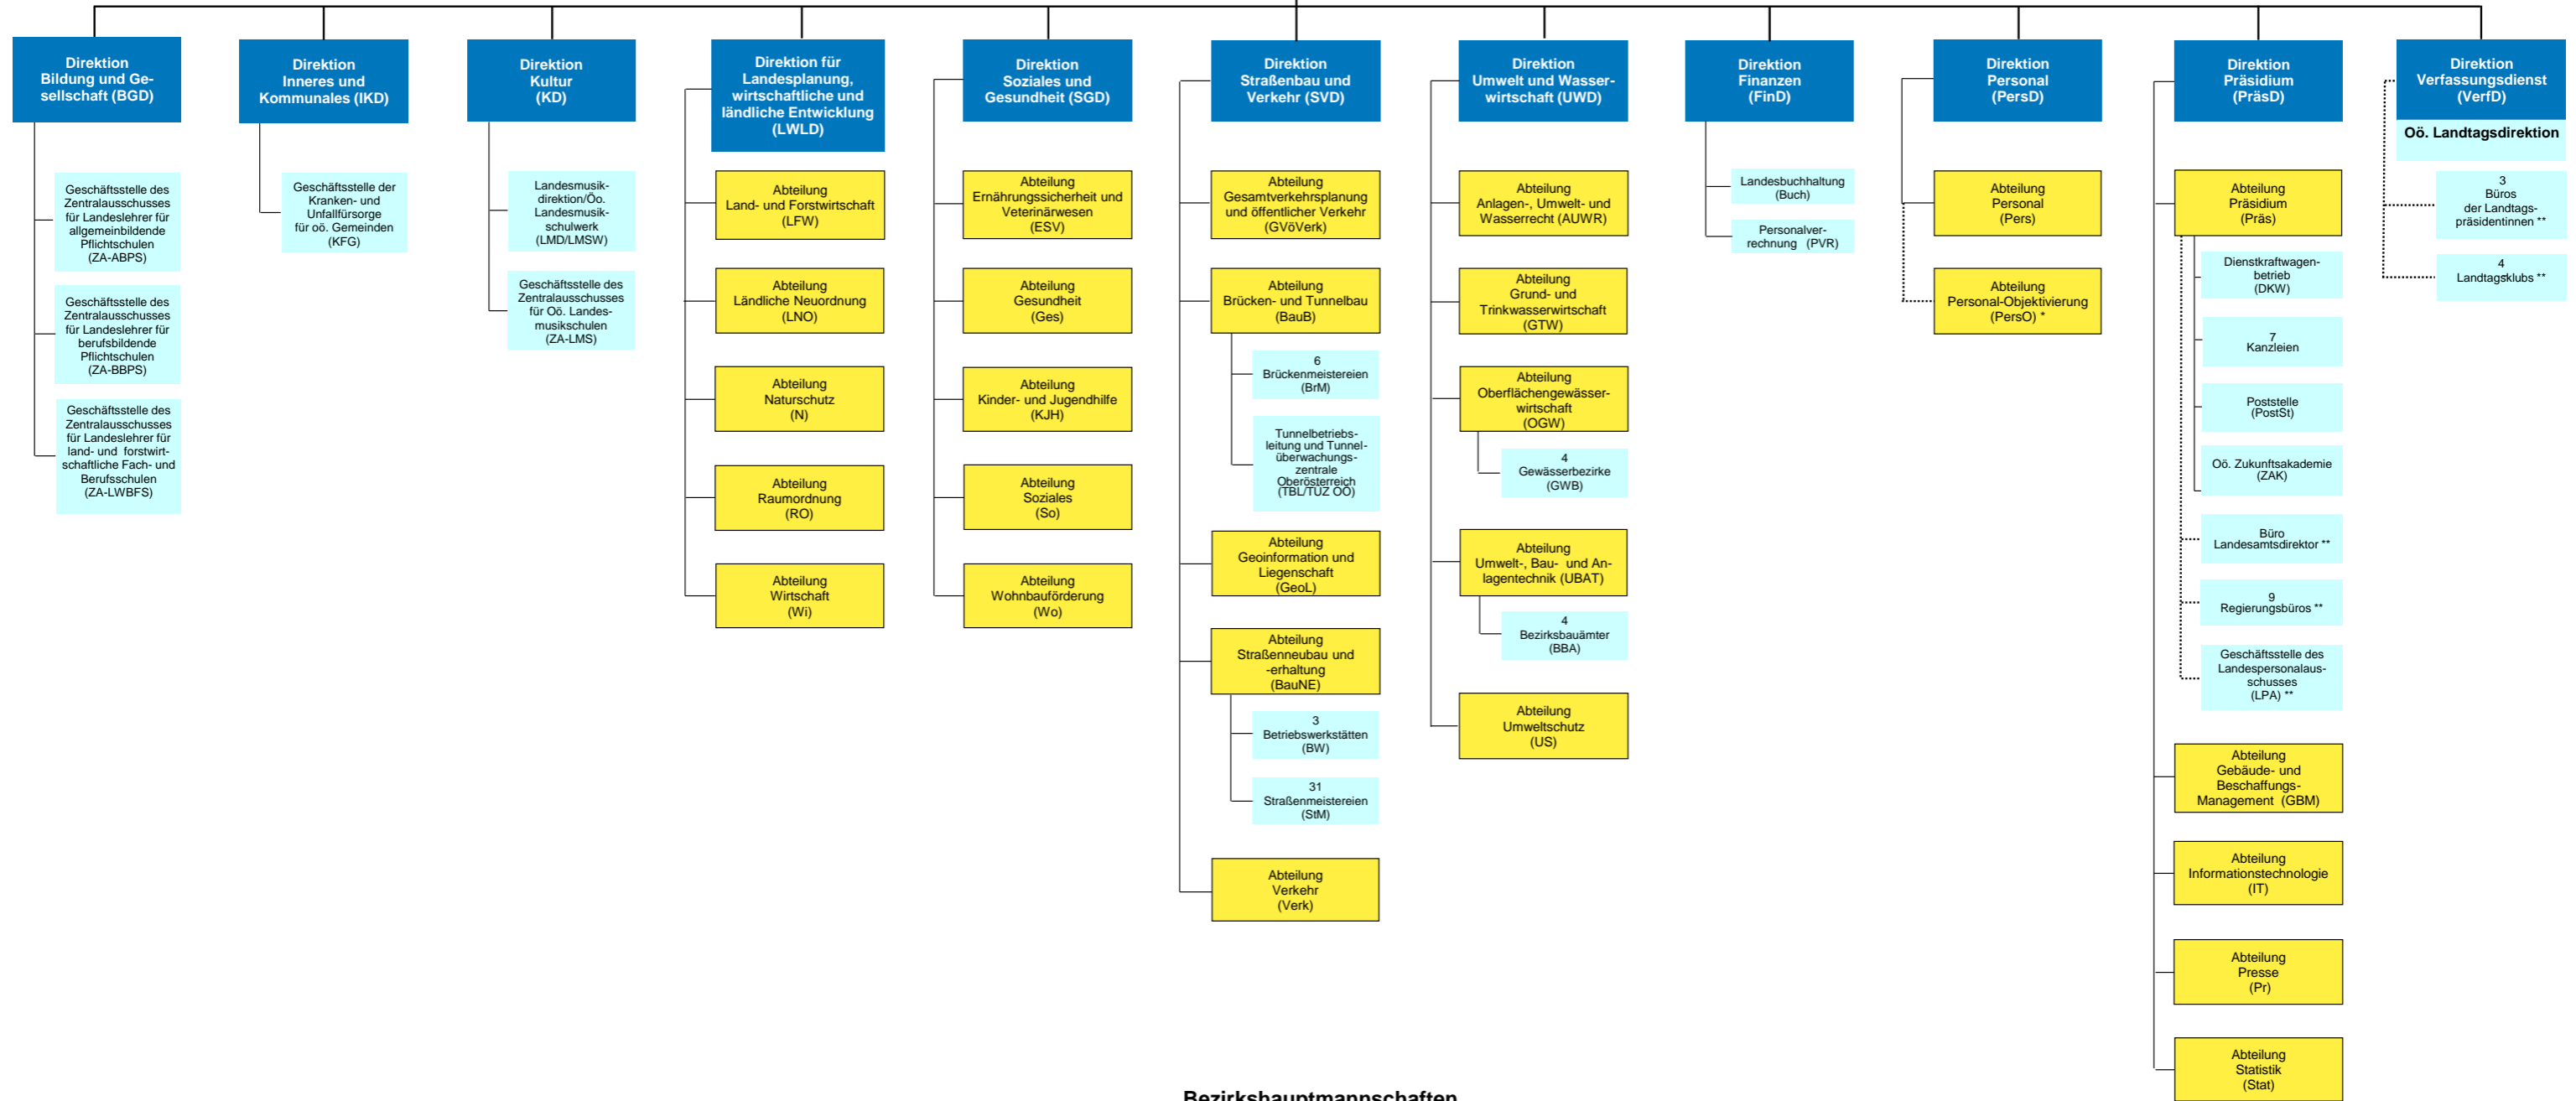 Direktion
Bildung und Ge-
sellschaft (BGD)
Geschäftsstelle des
Zentralausschusses
für Landeslehrer für
allgemeinbildende
Pflichtschulen
(ZA-ABPS)
Geschäftsstelle des
Zentralausschusses
für Landeslehrer für
berufsbildende
Pflichtschulen
(ZA-BBPS)
Geschäftsstelle des
Zentralausschusses
für Landeslehrer für
land- und forstwirt-
schaftliche Fach- und
Berufsschulen
(ZA-LWBFS)
Direktion
Inneres und
Kommunales (IKD)
Geschäftsstelle der
Kranken- und
Unfallfürsorge
für oö. Gemeinden
(KFG)
Direktion
Kultur
(KD)
Landesmusik-
direktion/Öo.
Landesmusik-
schulwerk
(LMD/LMSW)
Geschäftsstelle des
Zentralausschusses
für Oö. Landes-
musikschulen
(ZA-LMS)
Direktion für
Landesplanung,
wirtschaftliche und
ländliche Entwicklung
(LWLD)
Abteilung
Land- und Forstwirtschaft
(LFW)
Abteilung
Ländliche Neuordnung
(LNO)
Abteilung
Naturschutz
(N)
Abteilung
Raumordnung
(RO)
Abteilung
Wirtschaft
(Wi)
Direktion
Soziales und
Gesundheit (SGD)
Abteilung
Ernährungssicherheit und
Veterinärwesen
(ESV)
Abteilung
Gesundheit
(Ges)
Abteilung
Kinder- und Jugendhilfe
(KJH)
Abteilung
Soziales
(So)
Abteilung
Wohnbauförderung
(Wo)
Direktion
Straßenbau und
Verkehr (SVD)
Abteilung
Gesamtverkehrsplanung
und öffentlicher Verkehr
(GVöVerk)
Abteilung
Brücken- und Tunnelbau
(BauB)
6
Brückenmeistereien
(BrM)
Tunnelbetriebs-
leitung und Tunnel-
überwachungs-
zentrale
Oberösterreich
(TBL/TÜZ OÖ)
Abteilung
Geoinformation und
Liegenschaft
(GeoL)
Abteilung
Straßenneubau und
-erhaltung
(BauNE)
3
Betriebswerkstätten
(BW)
31
Straßenmeistereien
(StM)
Abteilung
Verkehr
(Verk)
Direktion
Umwelt und Wasser-
wirtschaft (UWD)
Abteilung
Anlagen-, Umwelt- und
Wasserrecht (AUWR)
Abteilung
Grund- und
Trinkwasserwirtschaft
(GTW)
Abteilung
Oberflächengewässer-
wirtschaft
(OGW)
4
Gewässerbezirke
(GWB)
Abteilung
Umwelt-, Bau- und An-
lagentechnik (UBAT)
4
Bezirksbauämter
(BBA)
Abteilung
Umweltschutz
(US)
Direktion
Finanzen
(FinD)
Landesbuchhaltung
(Buch)
Personalver-
rechnung (PVR)
Direktion
Personal
(PersD)
Abteilung
Personal
(Pers)
Abteilung
Personal-Objektivierung
(PersO) *
Direktion
Präsidium
(PräsD)
Abteilung
Präsidium
(Präs)
Dienstkraftwagen-
betrieb
(DKW)
7
Kanzleien
Poststelle
(PostSt)
Oö. Zukunftsakademie
(ZAK)
Büro
Landesamtsdirektor **
9
Regierungsbüros **
Geschäftsstelle des
Landespersonalaus-
schusses
(LPA) **
Abteilung
Gebäude- und
Beschaffungs-
Management (GBM)
Abteilung
Informationstechnologie
(IT)
Abteilung
Presse
(Pr)
Abteilung
Statistik
(Stat)
Direktion
Verfassungsdienst
(VerfD)
Oö. Landtagsdirektion
3
Büros
der Landtags-
präsidentinnen **
4
Landtagsklubs **
Bezirkshauptmannschaften